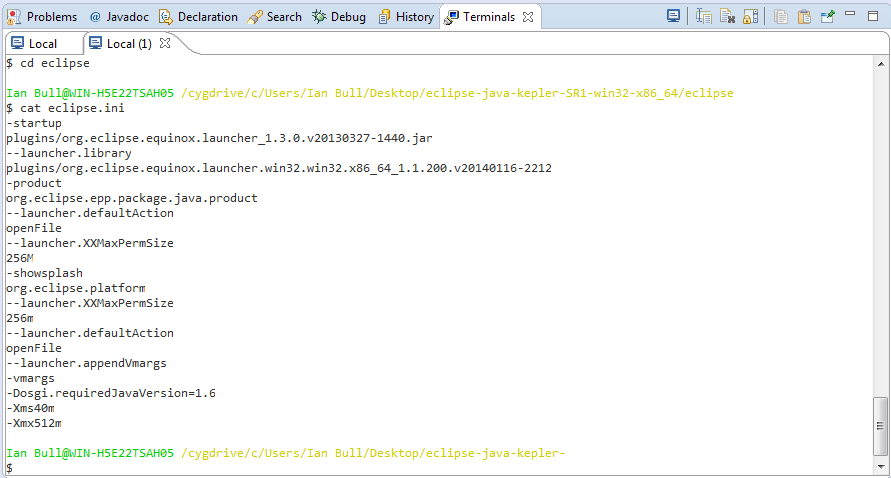 Problems @ Javadoc Declaration Search Debug History Terminals
Local Local (1)
$ cd eclipse
Ian Bull@WIN-H5E22TSAH05 /cygdrive/c/Users/Ian Bull/Desktop/eclipse-java-kepler-SR1-win32-x86_64/eclipse
$ cat eclipse.ini
-startup
plugins/org.eclipse.equinox.launcher_1.3.0.v20130327-1440.jar
--launcher.library
plugins/org.eclipse.equinox.launcher.win32.win32.x86_64_1.1.200.v20140116-2212
-product
org.eclipse.epp.package.java.product
--launcher.defaultAction
openFile
--launcher.XXMaxPermSize
256M
-showsplash
org.eclipse.platform
--launcher.XXMaxPermSize
256m
--launcher.defaultAction
openFile
--launcher.appendVmargs
-vmargs
-Dosgi.requiredJavaVersion=1.6
-Xms40m
-Xmx512m
Ian Bull@WIN-H5E22TSAH05 /cygdrive/c/Users/Ian Bull/Desktop/eclipse-java-kepler-
$